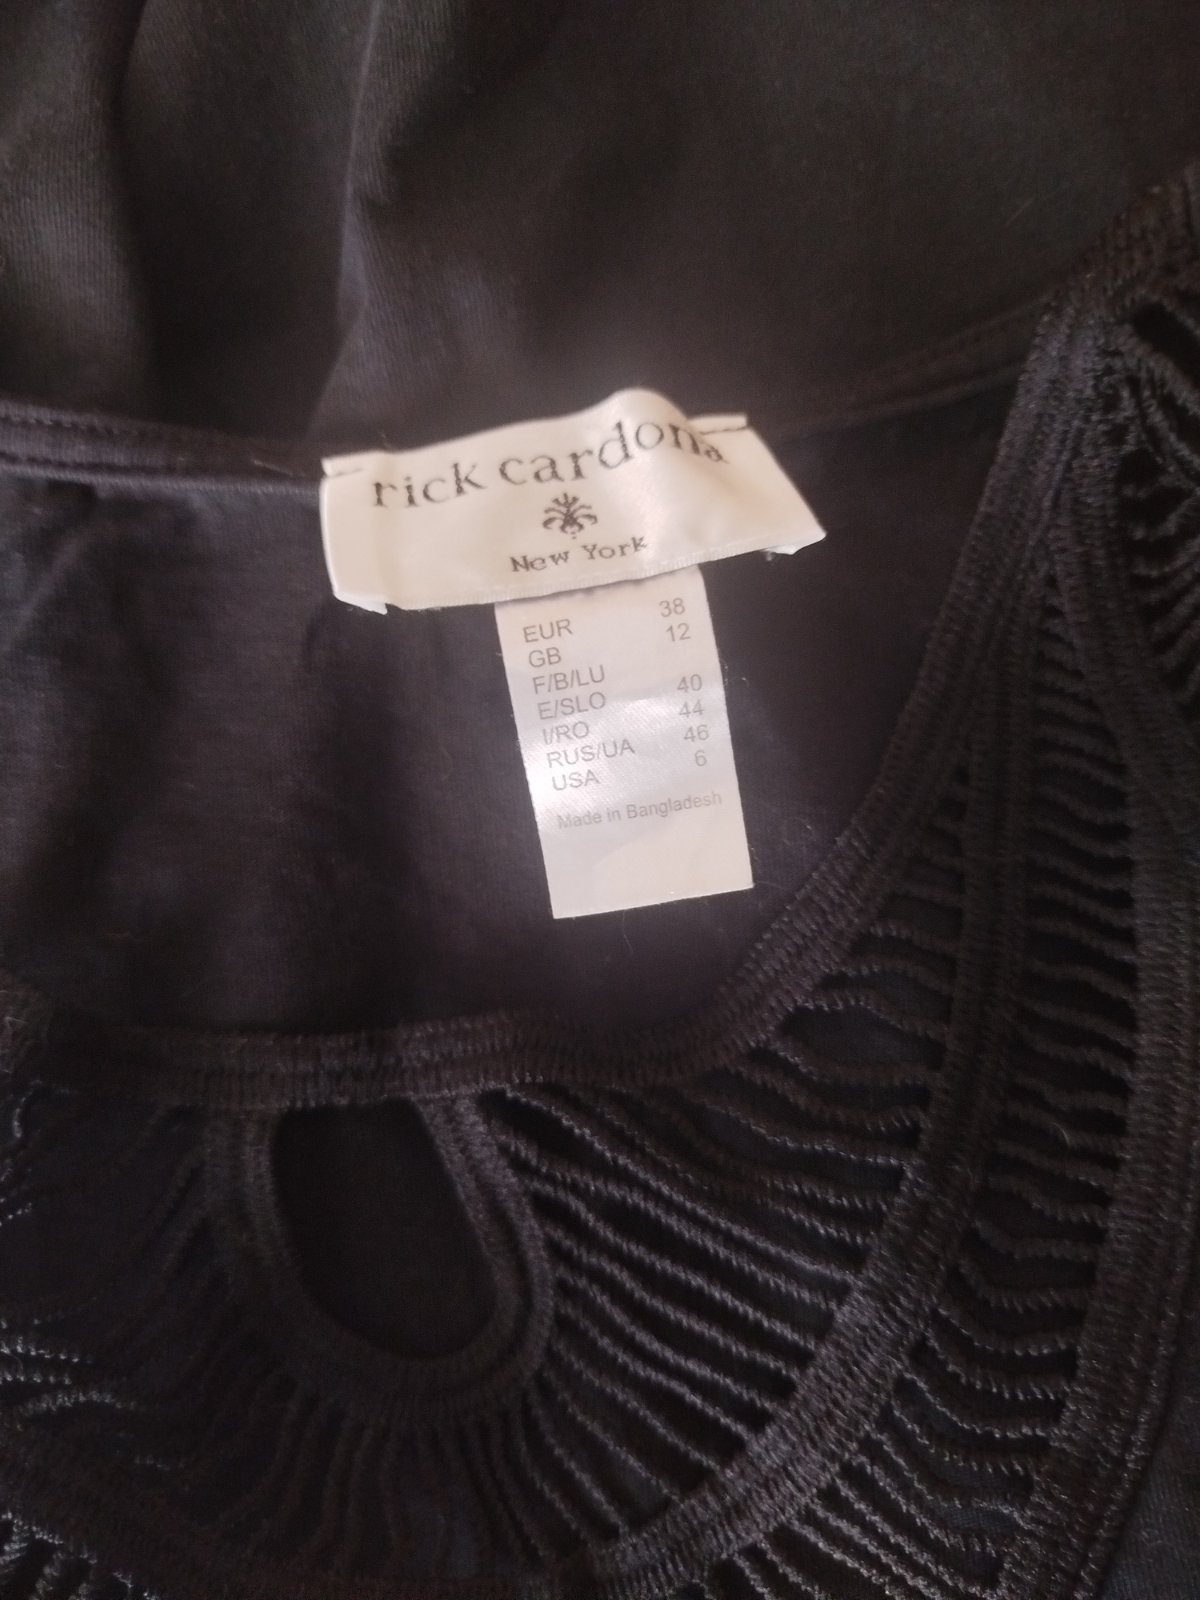 rick cardona
New York
EUR 38
GB 12
F/B/LU
E/SLO 40
I/RO 44
RUS/UA 46
USA 6
Made in Bangladesh